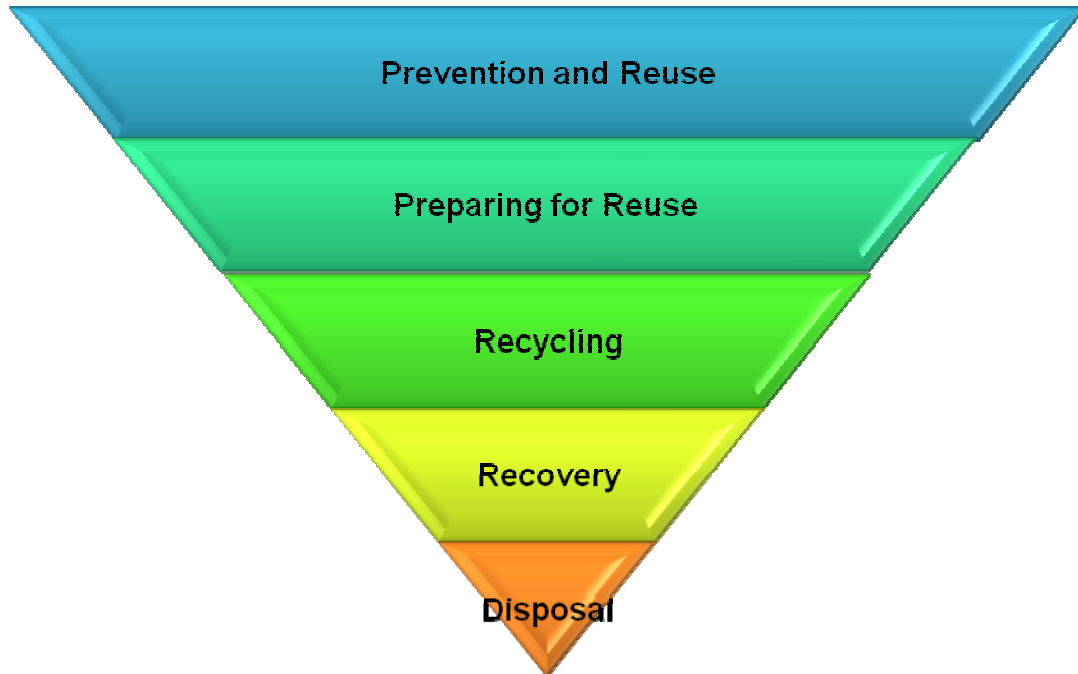 Prevention and Reuse
Preparing for Reuse
Recycling
Recovery
Disposal